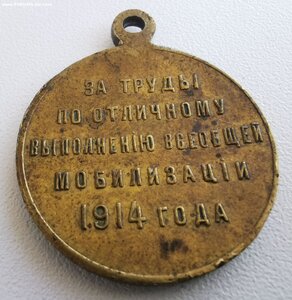 ЗА ТРУДЫ
ПО ОТЛИЧНОМУ
ВЫПОЛНЕНІЮ ВСЕОБЩЕЙ
МОБИЛИЗАЦІИ
1914 ГОДА